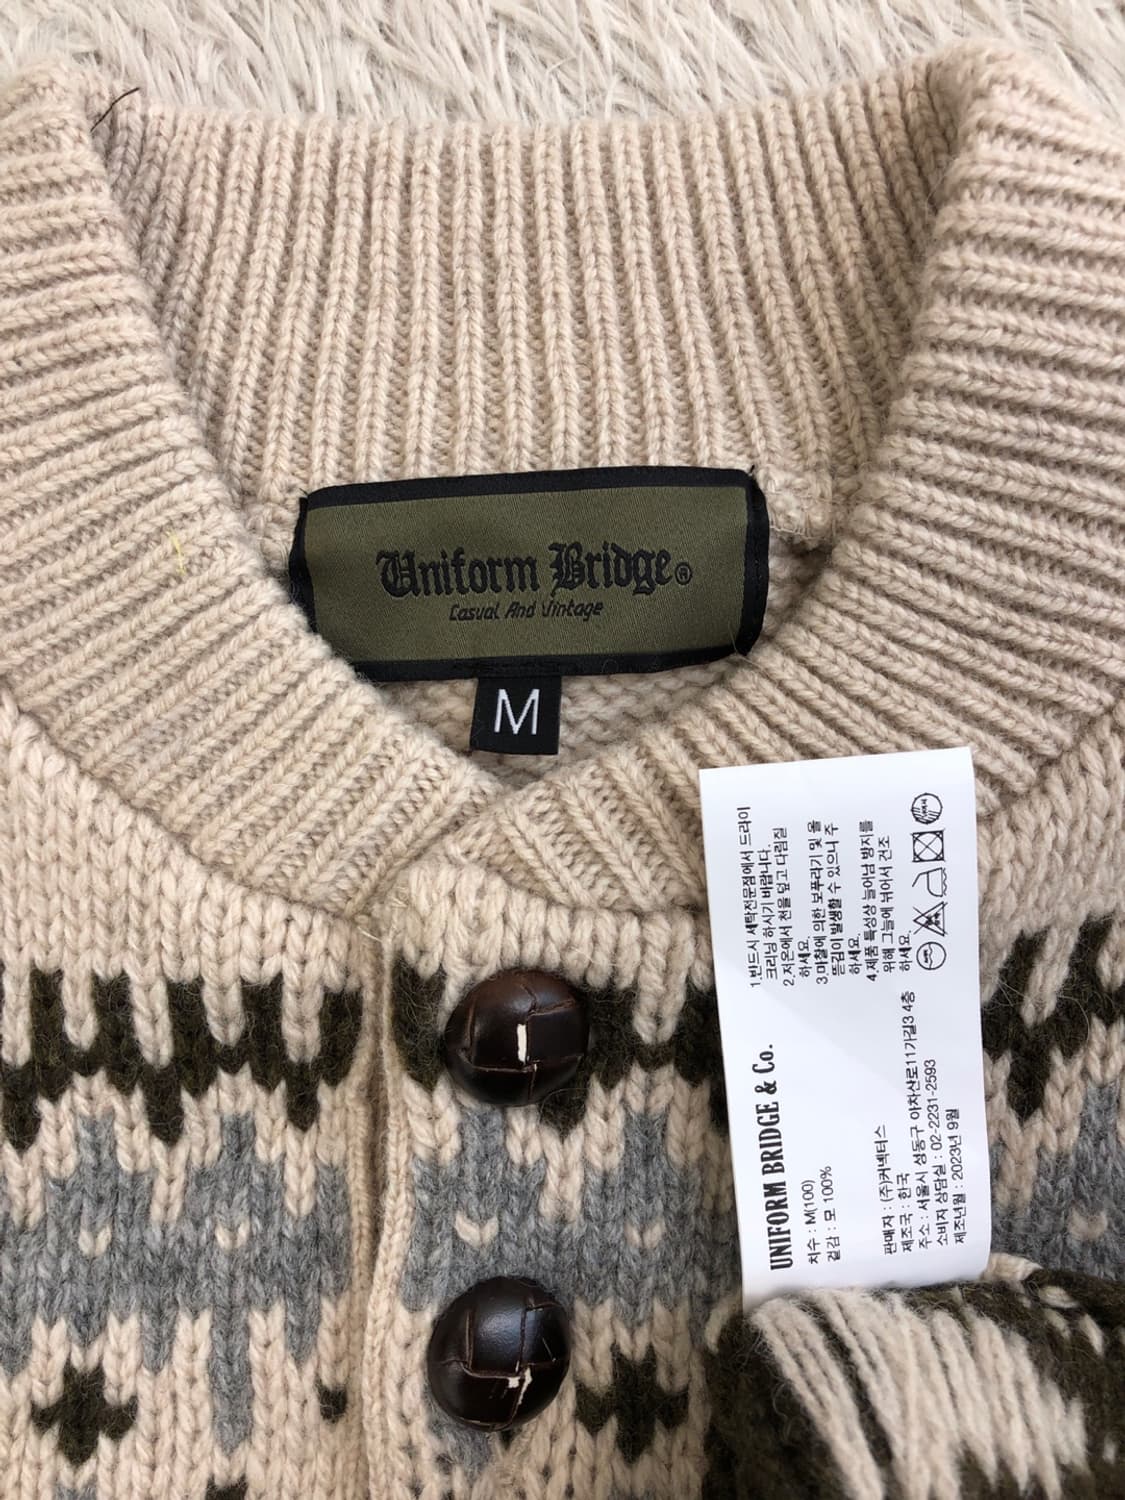 Uniform Bridge®
Casual And Vintage
M
1.반드시 세탁전문점에서 드라이
크리닝 하시기 바랍니다.
2.저온에서 천을 덮고 다림질
하세요.
3.마찰에 의한 보푸라기 및 올
뜯김이 발생할 수 있으니 주
하세요.
4.제품 특성상 늘어남 방지를
위해 그늘에 뉘어서 건조
하세요.
UNIFORM BRIDGE & Co.
치수 : M(100)
겉감 : 모 100%
판매자 : (주)커넥터스
제조국 : 한국
주소 : 서울시 성동구 아차산로11가길3 4층
소비자 상담실 : 02-2231-2593
제조년월 : 2023년 9월